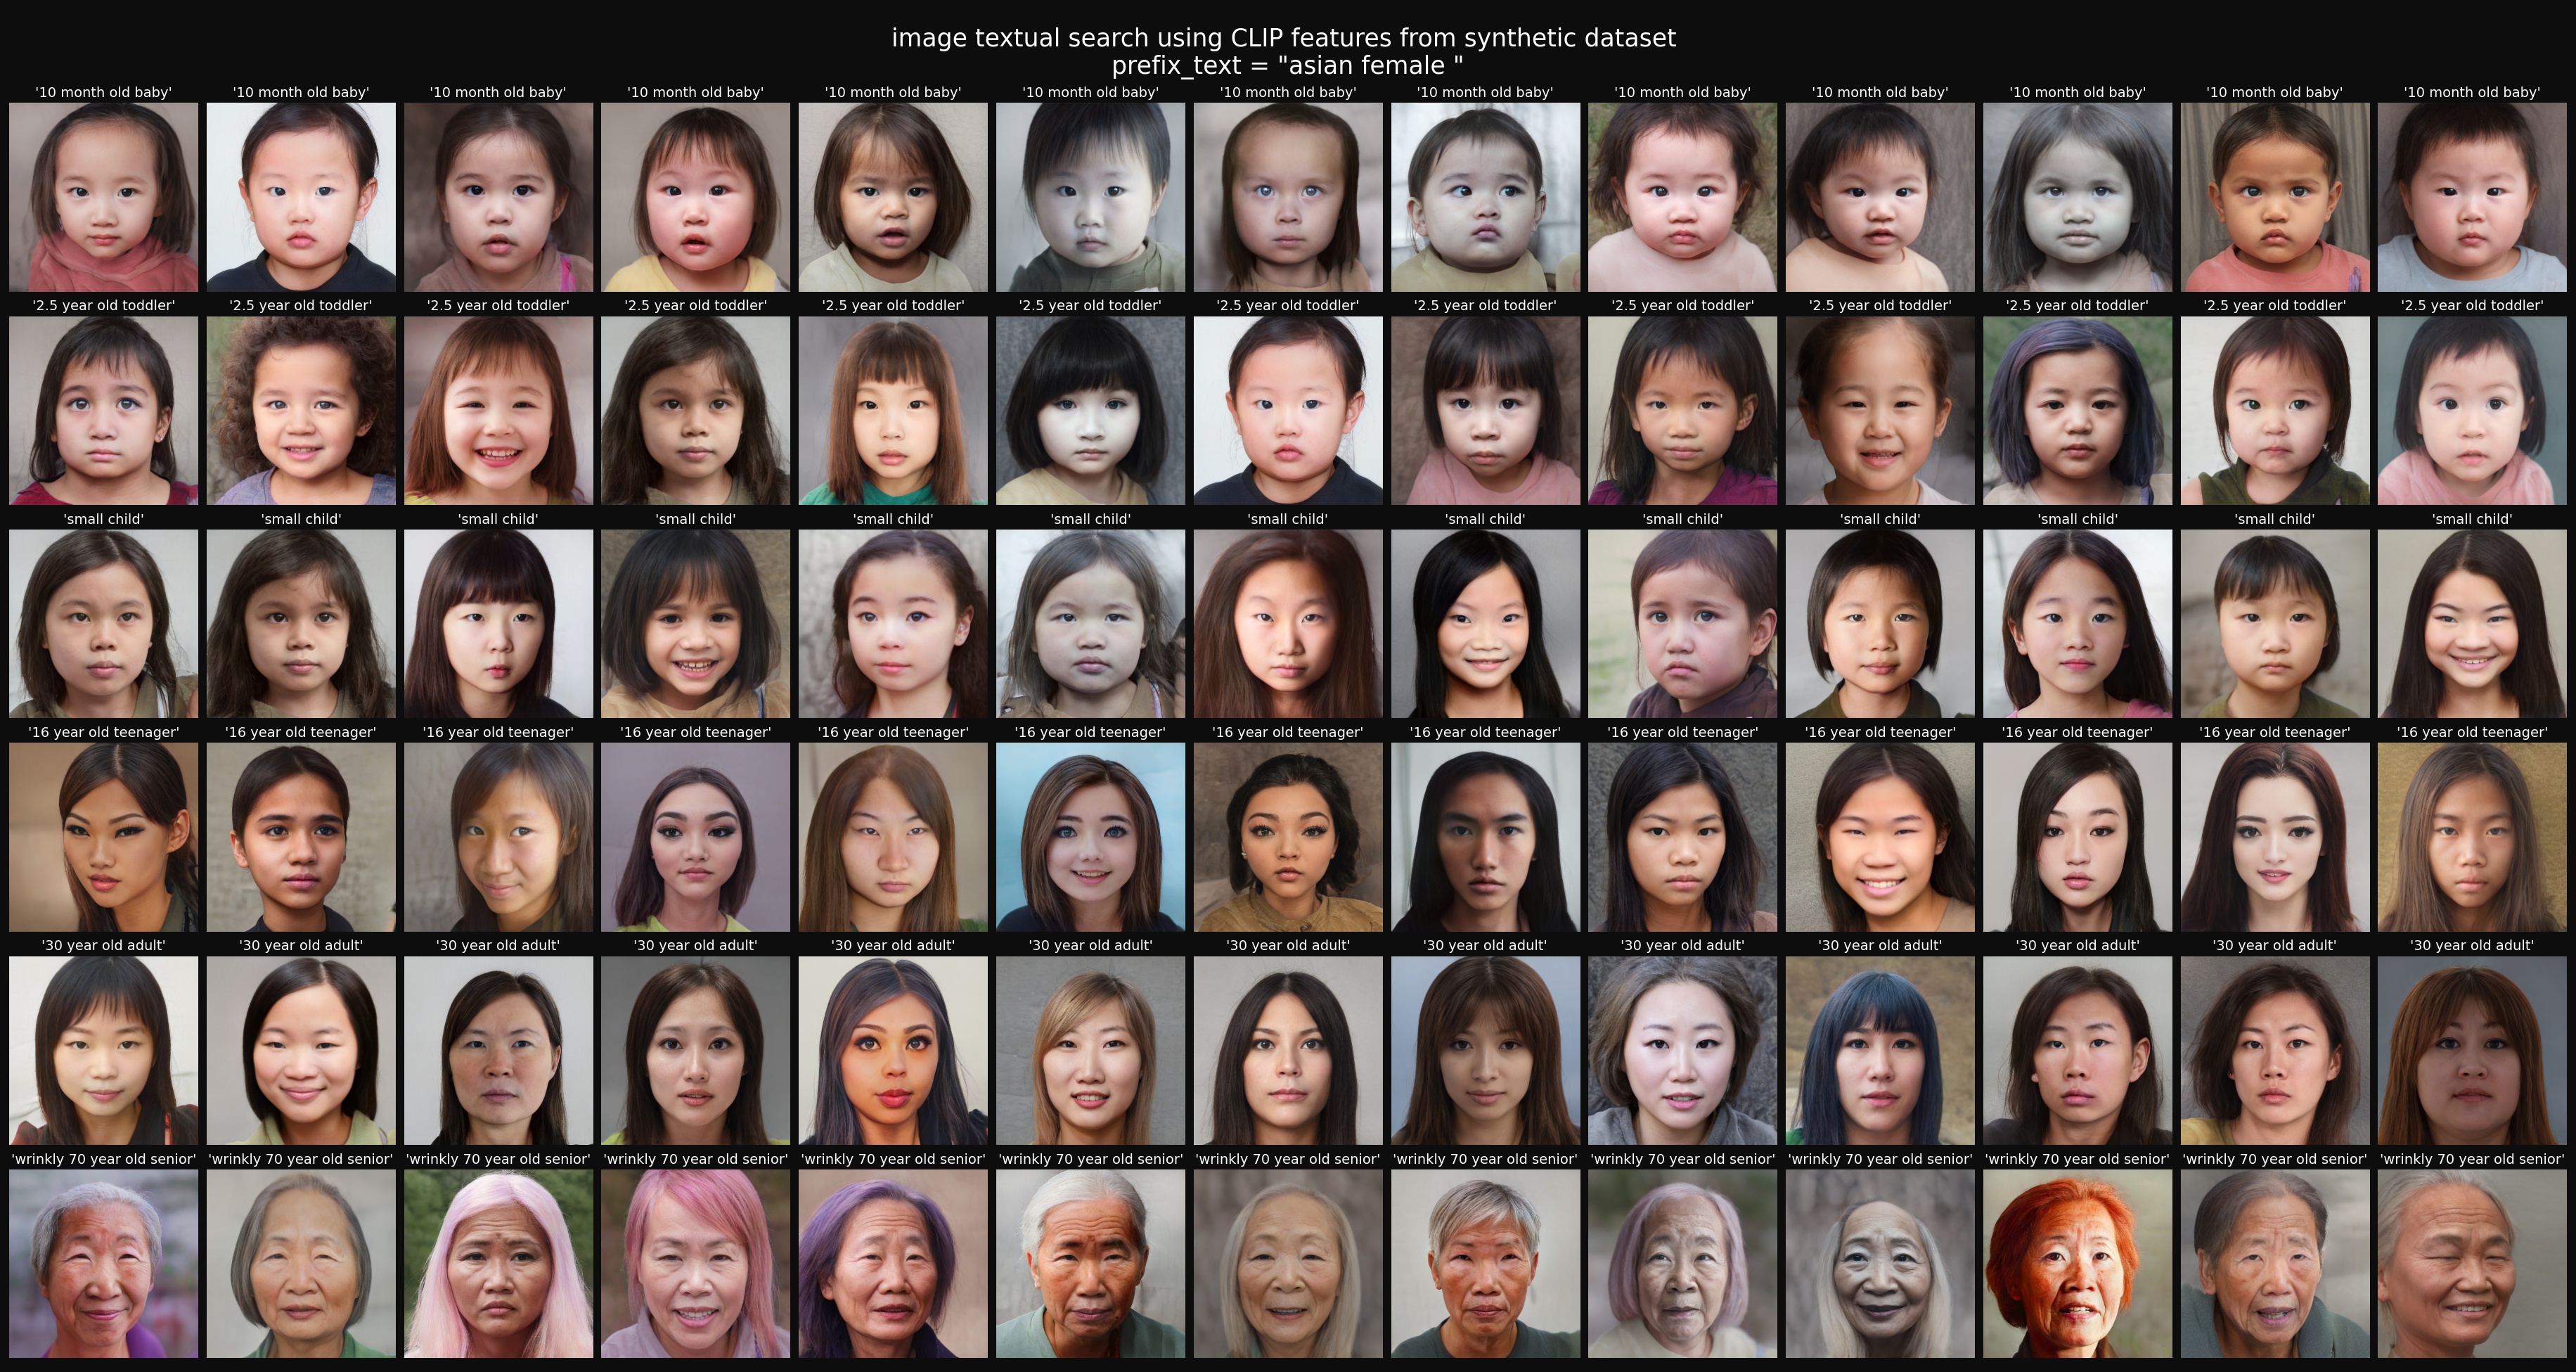 image textual search using CLIP features from synthetic dataset
prefix_text = "asian female "
'10 month old baby' '10 month old baby' '10 month old baby' '10 month old baby' '10 month old baby' '10 month old baby' '10 month old baby' '10 month old baby' '10 month old baby' '10 month old baby' '10 month old baby' '10 month old baby' '10 month old baby'
'2.5 year old toddler' '2.5 year old toddler' '2.5 year old toddler' '2.5 year old toddler' '2.5 year old toddler' '2.5 year old toddler' '2.5 year old toddler' '2.5 year old toddler' '2.5 year old toddler' '2.5 year old toddler' '2.5 year old toddler' '2.5 year old toddler' '2.5 year old toddler'
'small child' 'small child' 'small child' 'small child' 'small child' 'small child' 'small child' 'small child' 'small child' 'small child' 'small child' 'small child' 'small child'
'16 year old teenager' '16 year old teenager' '16 year old teenager' '16 year old teenager' '16 year old teenager' '16 year old teenager' '16 year old teenager' '16 year old teenager' '16 year old teenager' '16 year old teenager' '16 year old teenager' '16 year old teenager' '16 year old teenager'
'30 year old adult' '30 year old adult' '30 year old adult' '30 year old adult' '30 year old adult' '30 year old adult' '30 year old adult' '30 year old adult' '30 year old adult' '30 year old adult' '30 year old adult' '30 year old adult' '30 year old adult'
'wrinkly 70 year old senior' 'wrinkly 70 year old senior' 'wrinkly 70 year old senior' 'wrinkly 70 year old senior' 'wrinkly 70 year old senior' 'wrinkly 70 year old senior' 'wrinkly 70 year old senior' 'wrinkly 70 year old senior' 'wrinkly 70 year old senior' 'wrinkly 70 year old senior' 'wrinkly 70 year old senior' 'wrinkly 70 year old senior' 'wrinkly 70 year old senior'